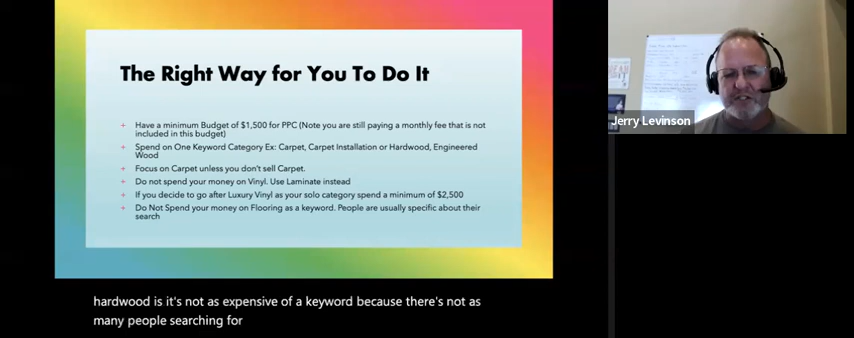 The Right Way for You To Do It
+ Have a minimum Budget of $1,500 for PPC (Note you are still paying a monthly fee that is not
included in this budget)
+ Spend on One Keyword Category Ex: Carpet, Carpet Installation or Hardwood, Engineered
Wood
+ Focus on Carpet unless you don't sell Carpet.
+ Do not spend your money on Vinyl. Use Laminate instead
+ If you decide to go after Luxury Vinyl as your solo category spend a minimum of $2,500
+ Do Not Spend your money on Flooring as a keyword. People are usually specific about their
search
Jerry Levinson
hardwood is it's not as expensive of a keyword because there's not as
many people searching for